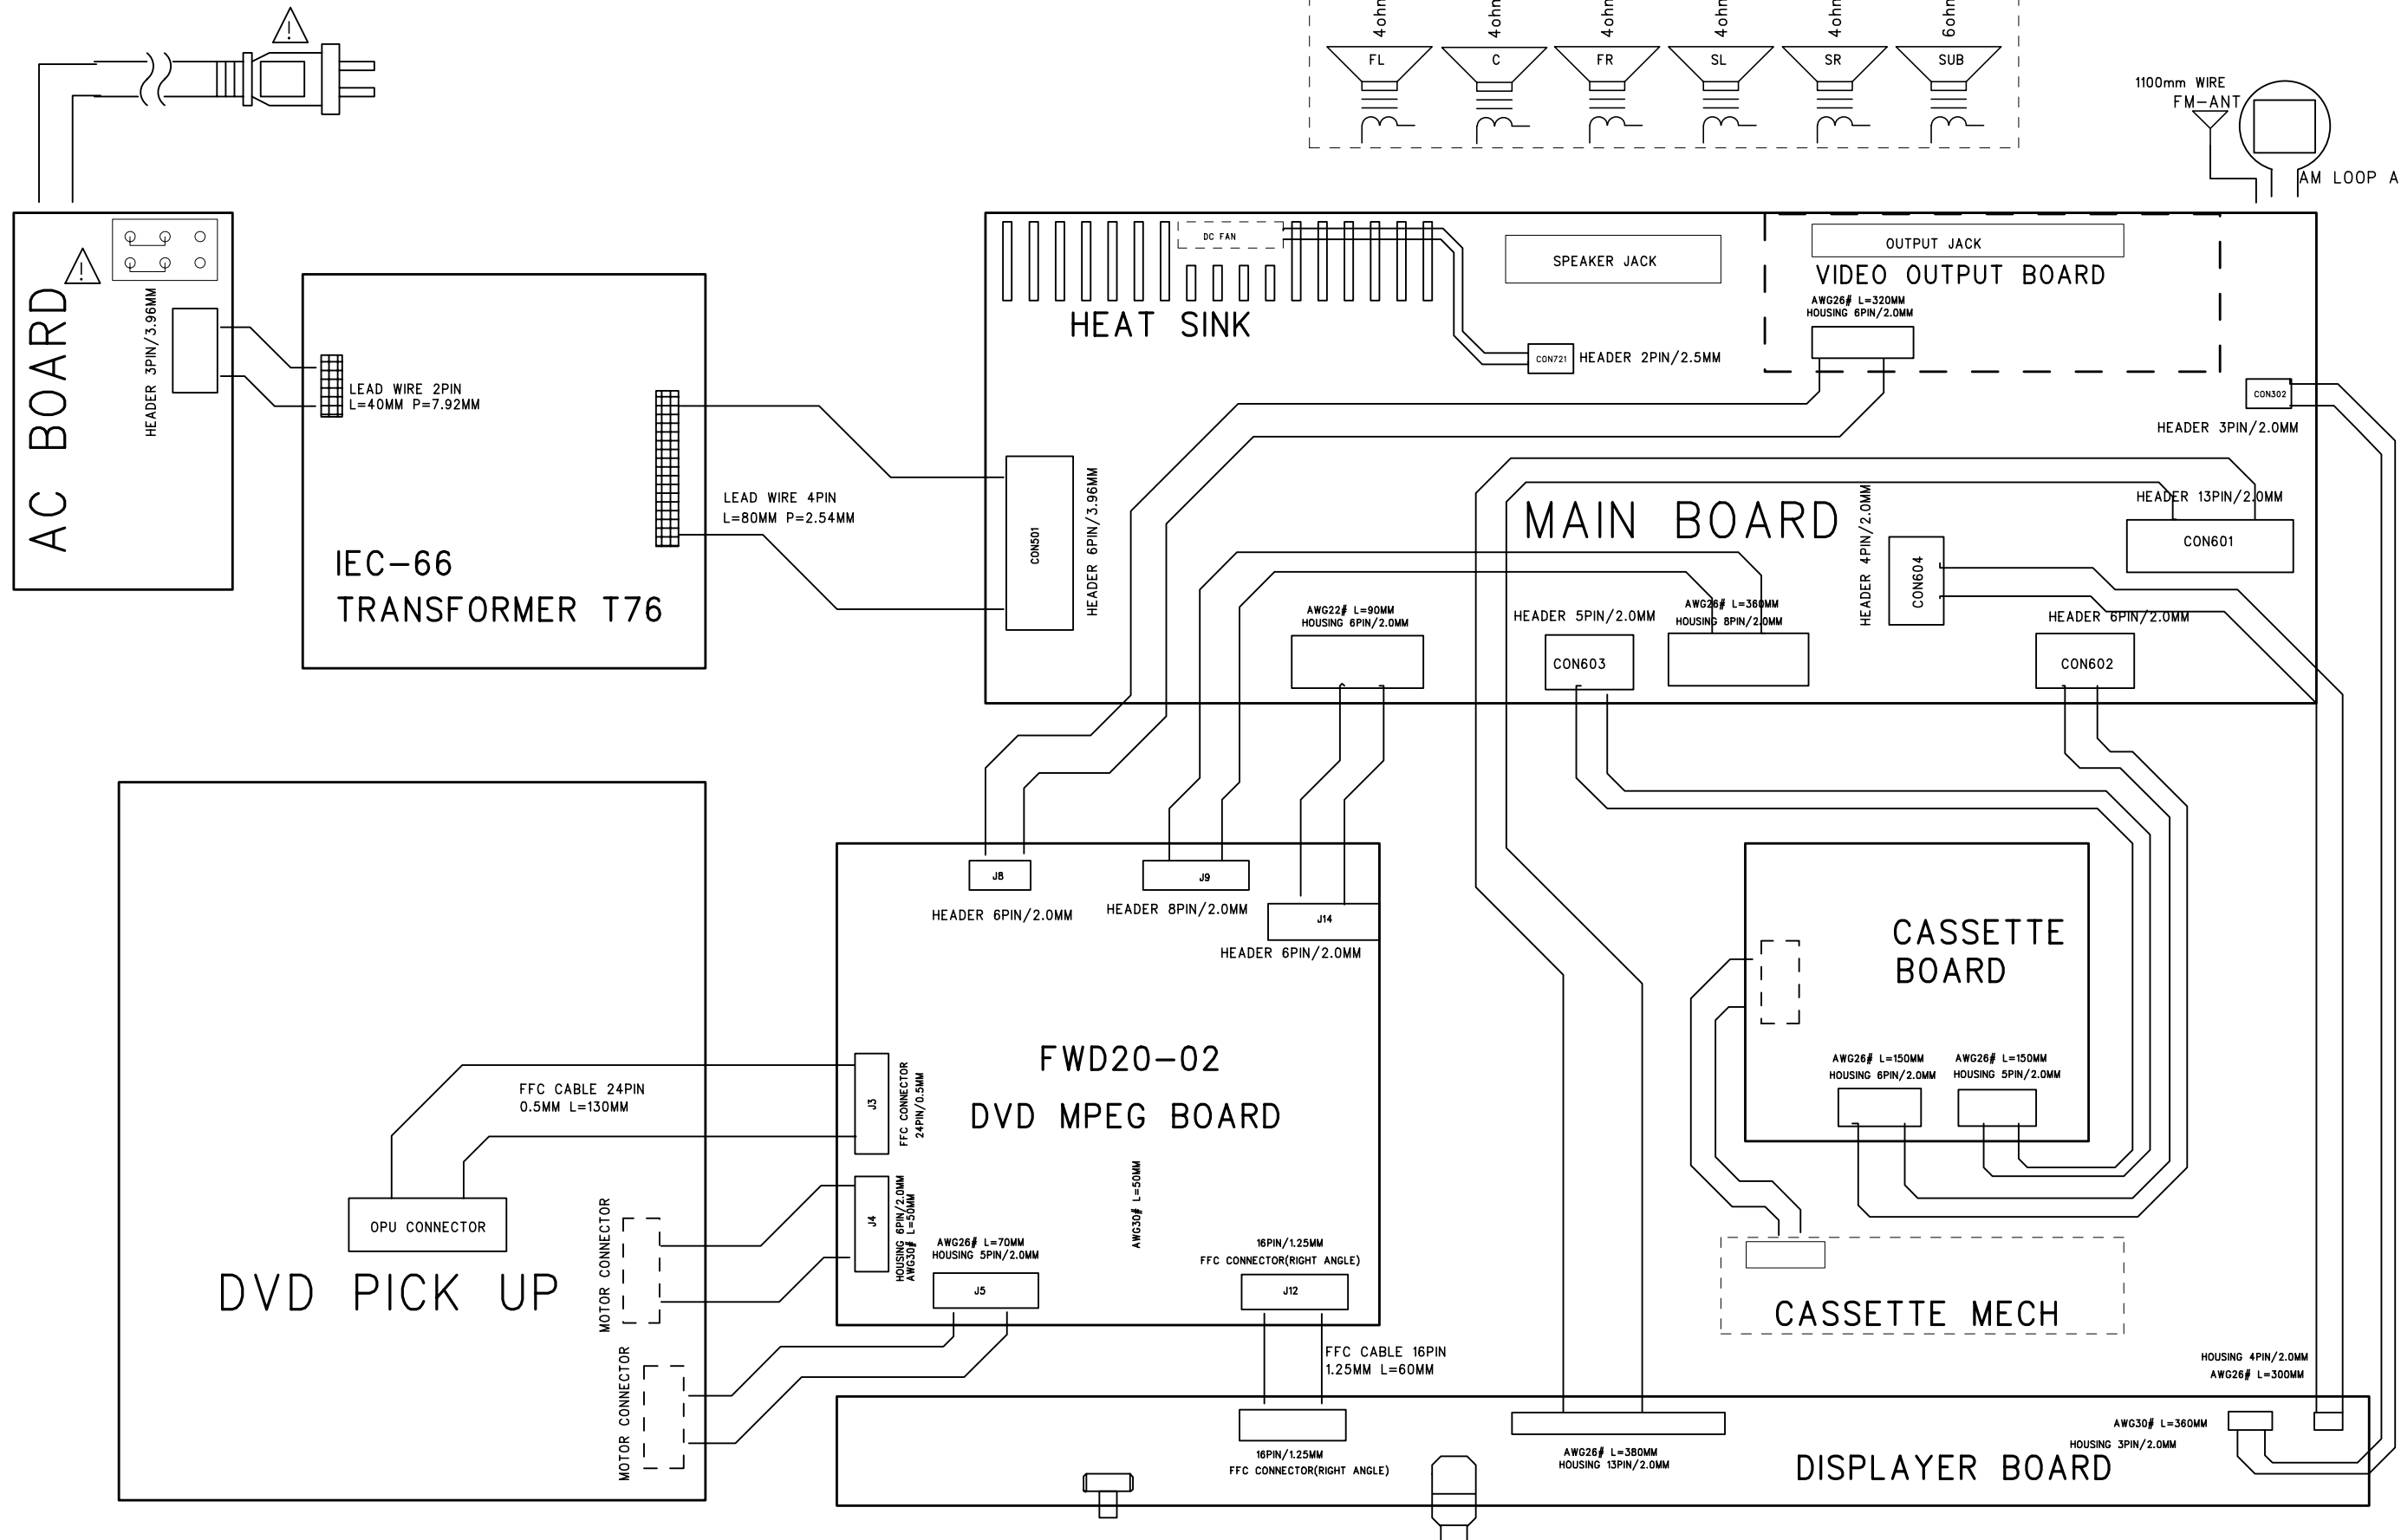 4ohm
4ohm
4ohm
4ohm
4ohm
6ohm
FL
C
FR
SL
SR
SUB
1100mm WIRE
FM-ANT
AM LOOP A
!
!
AC BOARD
HEADER 3PIN/3.96MM
LEAD WIRE 2PIN
L=40MM P=7.92MM
IEC-66
TRANSFORMER T76
LEAD WIRE 4PIN
L=80MM P=2.54MM
DC FAN
HEAT SINK
SPEAKER JACK
OUTPUT JACK
VIDEO OUTPUT BOARD
AWG26# L=320MM
HOUSING 6PIN/2.0MM
CON721
HEADER 2PIN/2.5MM
CON302
HEADER 3PIN/2.0MM
CON501
HEADER 6PIN/3.96MM
MAIN BOARD
HEADER 13PIN/2.0MM
CON601
HEADER 4PIN/2.0MM
CON604
AWG22# L=90MM
HOUSING 6PIN/2.0MM
HEADER 5PIN/2.0MM
CON603
AWG26# L=360MM
HOUSING 8PIN/2.0MM
HEADER 6PIN/2.0MM
CON602
J8
HEADER 6PIN/2.0MM
J9
HEADER 8PIN/2.0MM
J14
HEADER 6PIN/2.0MM
CASSETTE
BOARD
AWG26# L=150MM
HOUSING 6PIN/2.0MM
AWG26# L=150MM
HOUSING 5PIN/2.0MM
FWD20-02
DVD MPEG BOARD
FFC CABLE 24PIN
0.5MM L=130MM
J3
FFC CONNECTOR
24PIN/0.5MM
J4
HOUSING 6PIN/2.0MM
AWG30# L=50MM
AWG30# L=50MM
OPU CONNECTOR
DVD PICK UP
MOTOR CONNECTOR
MOTOR CONNECTOR
AWG26# L=70MM
HOUSING 5PIN/2.0MM
J5
16PIN/1.25MM
FFC CONNECTOR(RIGHT ANGLE)
J12
FFC CABLE 16PIN
1.25MM L=60MM
CASSETTE MECH
HOUSING 4PIN/2.0MM
AWG26# L=300MM
16PIN/1.25MM
FFC CONNECTOR(RIGHT ANGLE)
AWG26# L=380MM
HOUSING 13PIN/2.0MM
DISPLAYER BOARD
AWG30# L=360MM
HOUSING 3PIN/2.0MM